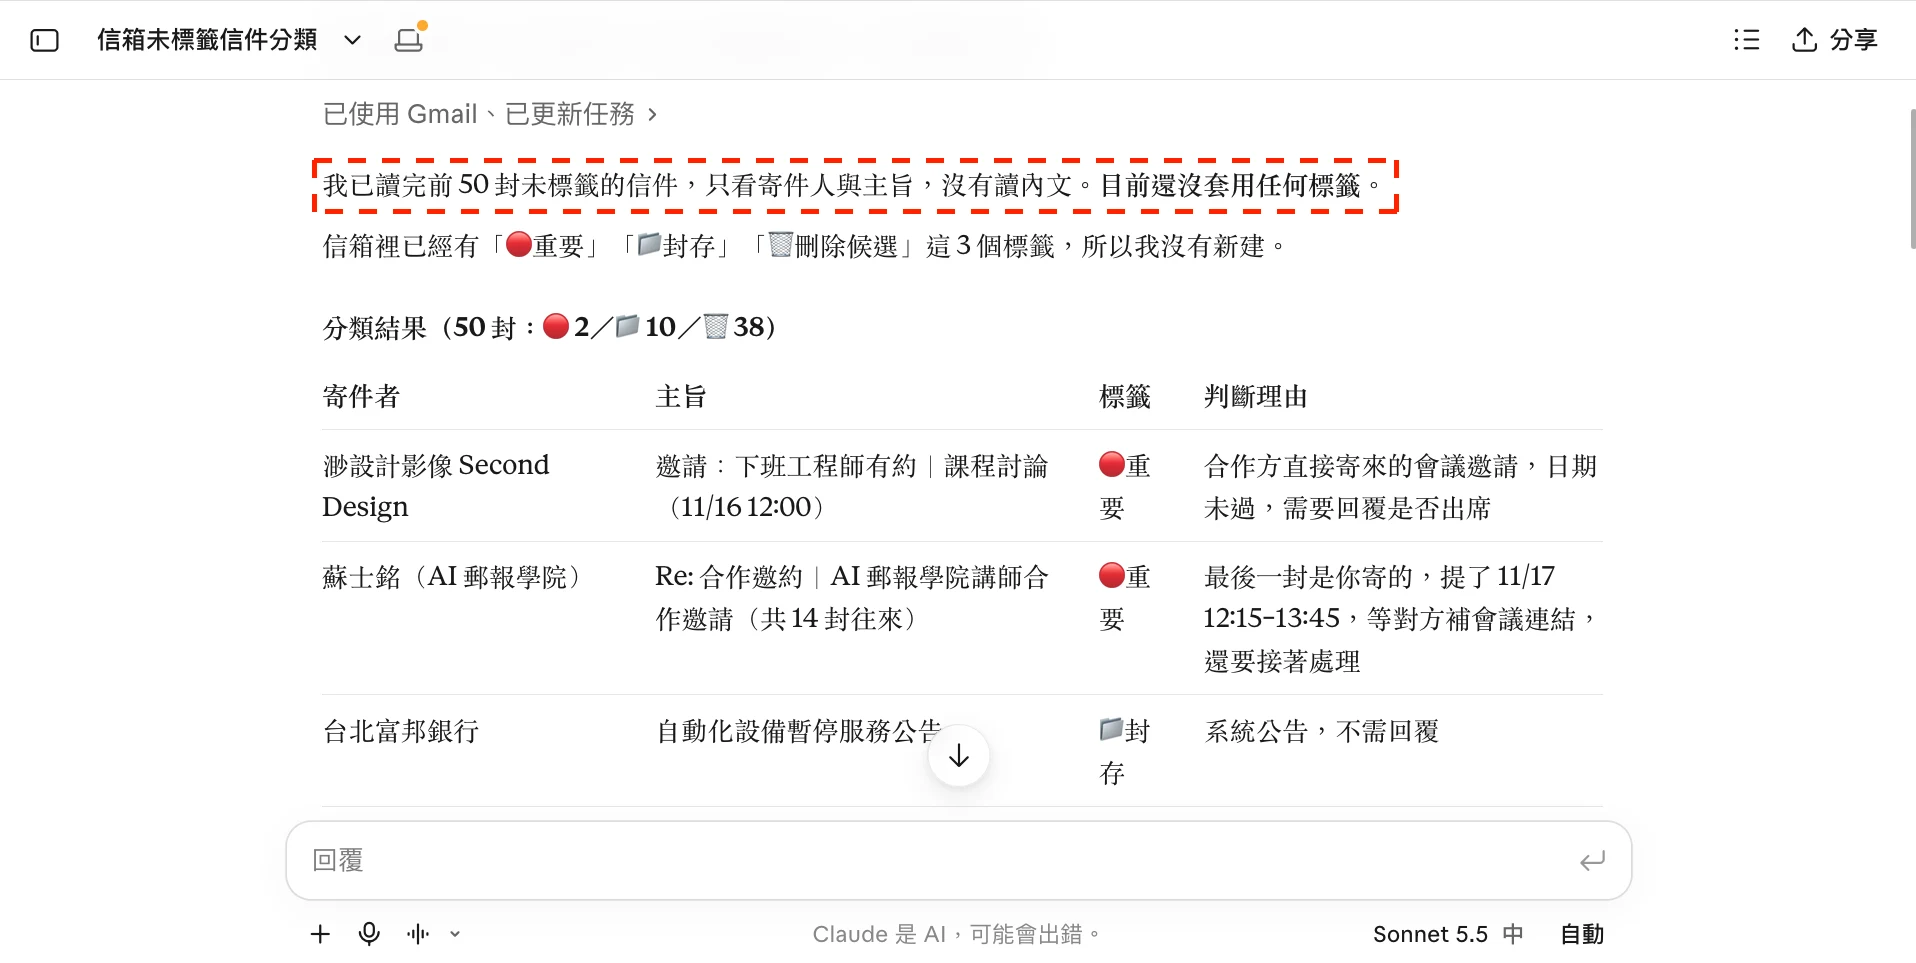 信箱未標籤信件分類
分享
已使用 Gmail、已更新任務
我已讀完前 50 封未標籤的信件，只看寄件人與主旨，沒有讀內文。目前還沒套用任何標籤。
信箱裡已經有「🔴重要」「📁封存」「🗑️刪除候選」這 3 個標籤，所以我沒有新建。
分類結果（50 封：🔴 2／📁 10／🗑️ 38）
寄件者 主旨 標籤 判斷理由
渺設計影像 Second Design
邀請：下班工程師有約｜課程討論（11/16 12:00）
🔴重要
合作方直接寄來的會議邀請，日期未過，需要回覆是否出席
蘇士銘（AI 郵報學院）
Re: 合作邀約｜AI 郵報學院講師合作邀請（共 14 封往來）
🔴重要
最後一封是你寄的，提了 11/17 12:15-13:45，等對方補會議連結，還要接著處理
台北富邦銀行
自動化設備暫停服務公告
📁封存
系統公告，不需回覆
回覆
Claude 是 AI，可能會出錯。
Sonnet 5.5 中 自動